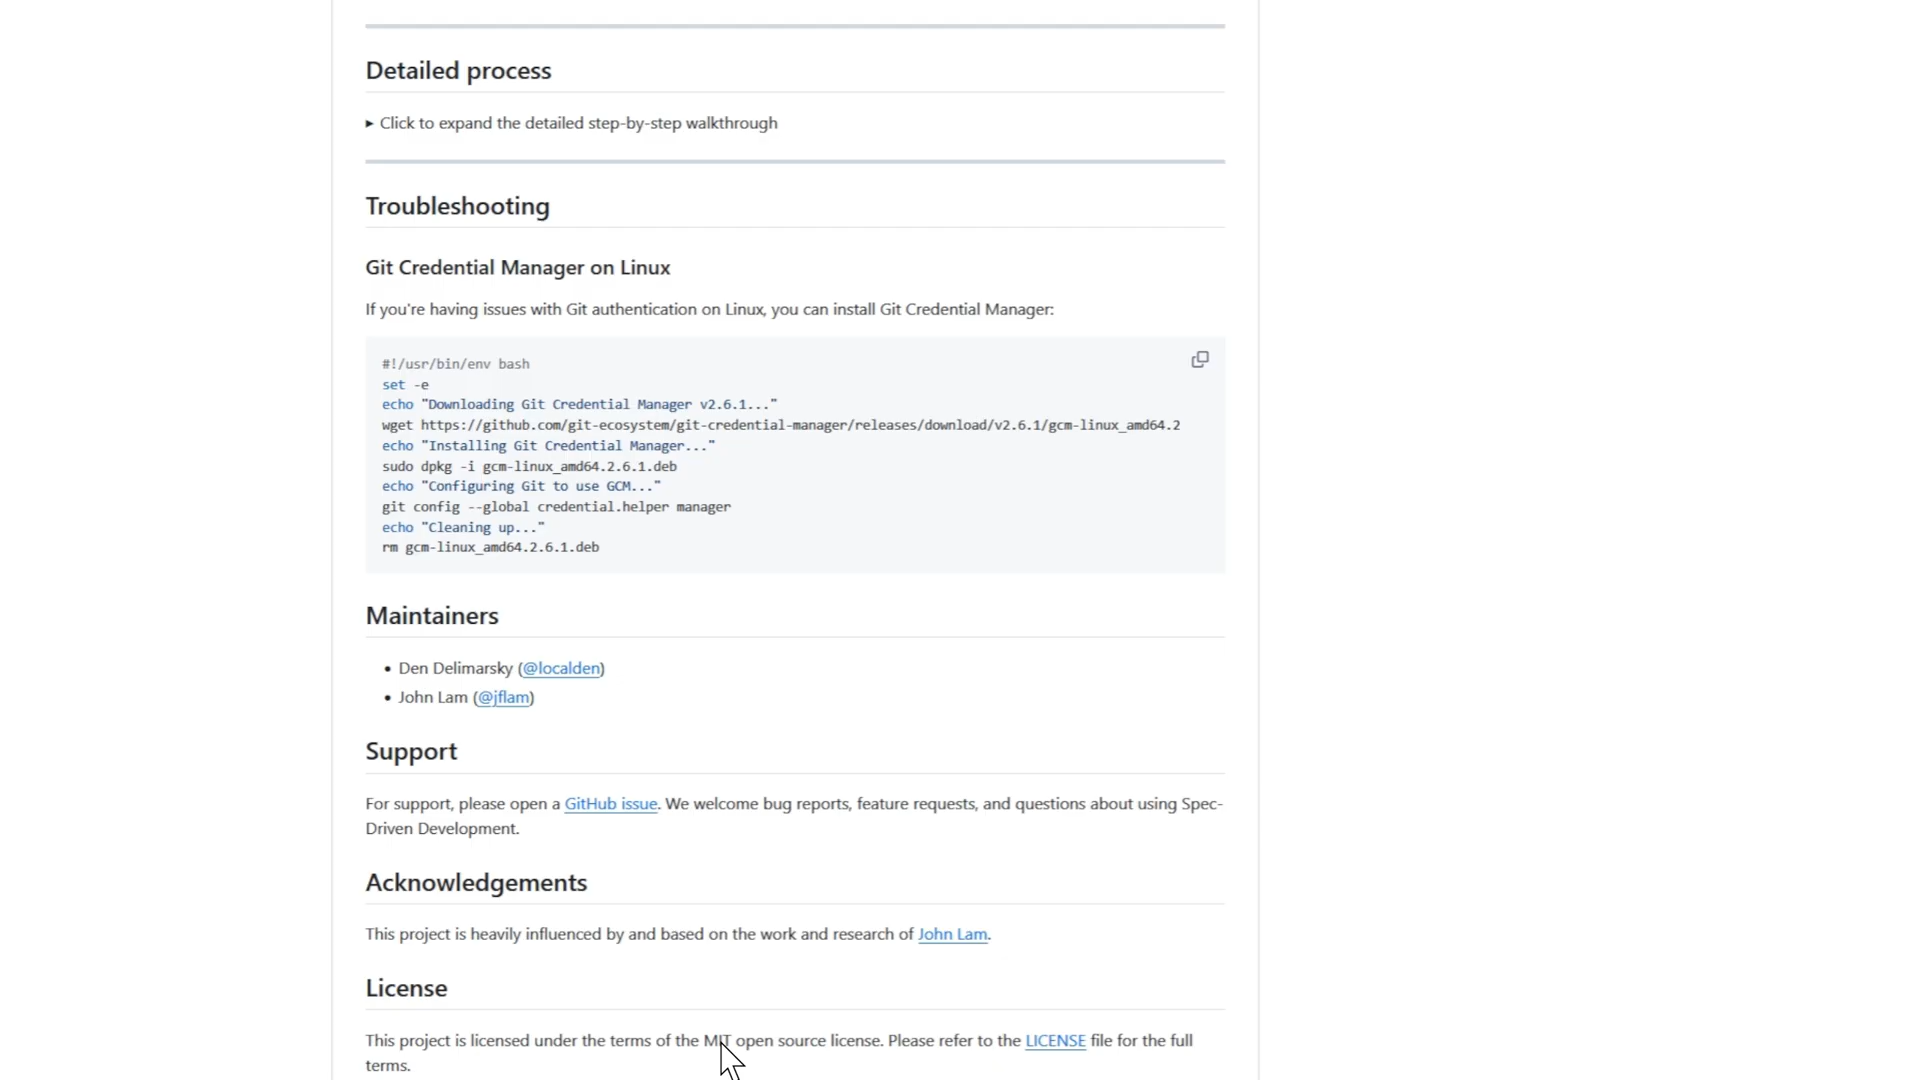 Detailed process
▸ Click to expand the detailed step-by-step walkthrough
Troubleshooting
Git Credential Manager on Linux
If you're having issues with Git authentication on Linux, you can install Git Credential Manager:
#!/usr/bin/env bash
set -e
echo "Downloading Git Credential Manager v2.6.1..."
wget https://github.com/git-ecosystem/git-credential-manager/releases/download/v2.6.1/gcm-linux_amd64.2
echo "Installing Git Credential Manager..."
sudo dpkg -i gcm-linux_amd64.2.6.1.deb
echo "Configuring Git to use GCM..."
git config --global credential.helper manager
echo "Cleaning up..."
rm gcm-linux_amd64.2.6.1.deb
Maintainers
• Den Delimarsky (@localden)
• John Lam (@jflam)
Support
For support, please open a GitHub issue. We welcome bug reports, feature requests, and questions about using Spec-
Driven Development.
Acknowledgements
This project is heavily influenced by and based on the work and research of John Lam.
License
This project is licensed under the terms of the MIT open source license. Please refer to the LICENSE file for the full
terms.